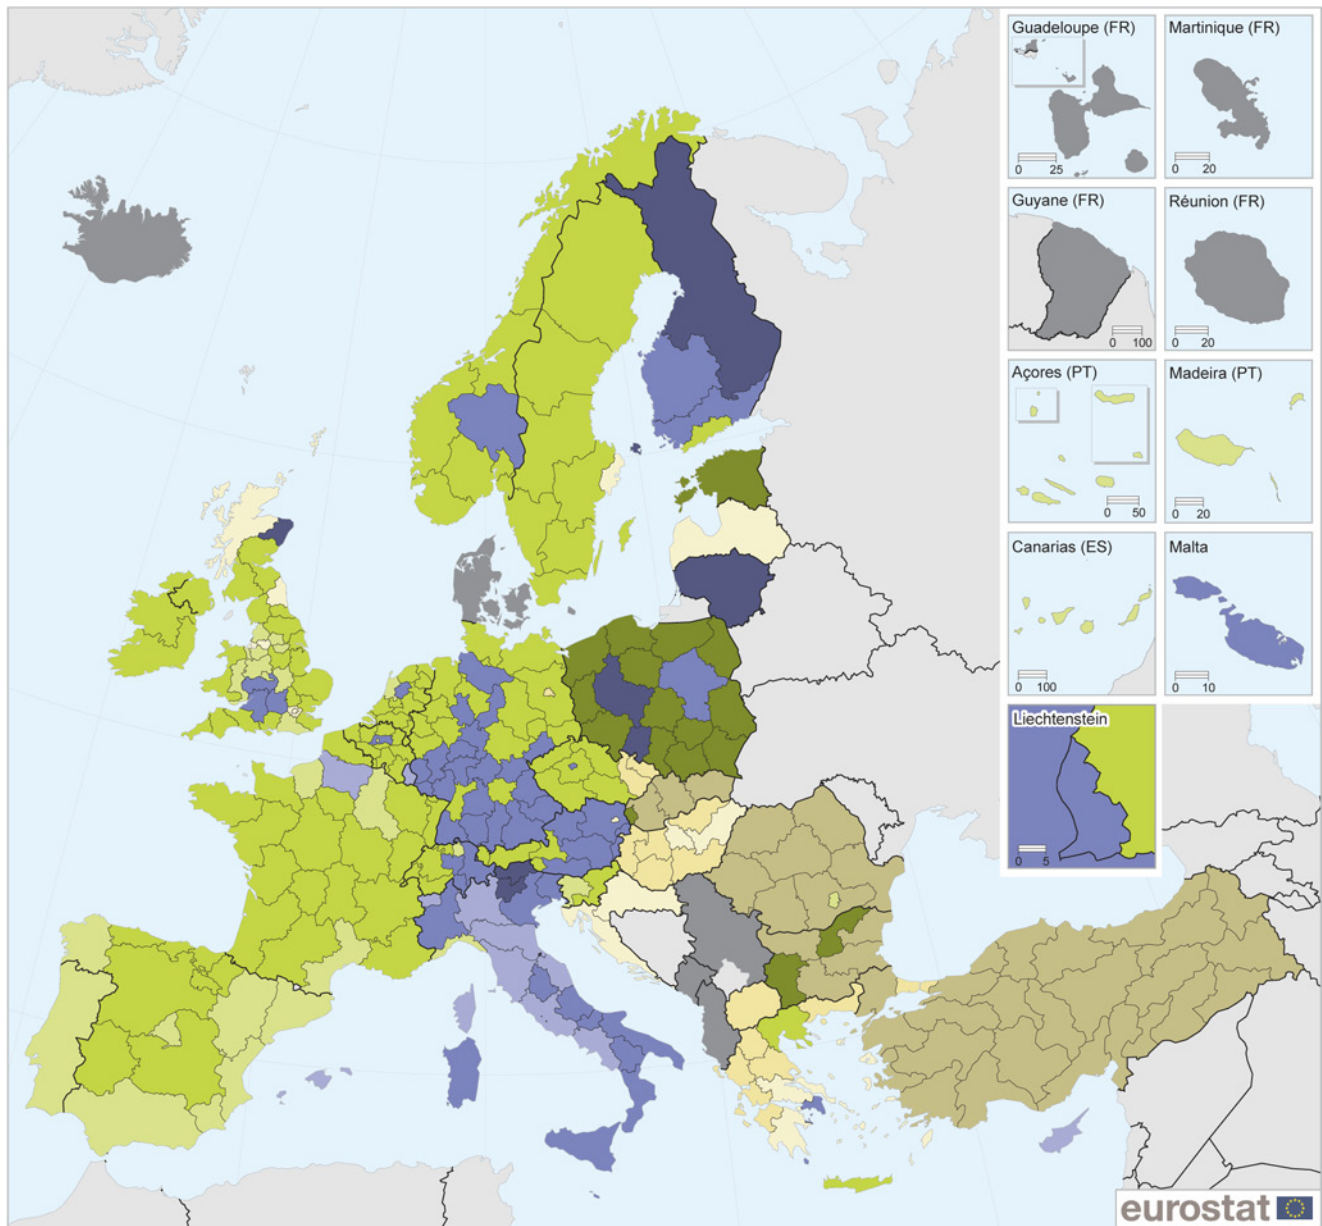 Guadeloupe (FR)
0 25
Martinique (FR)
0 20
Guyane (FR)
0 100
Réunion (FR)
0 20
Açores (PT)
0 50
Madeira (PT)
0 20
Canarias (ES)
0 100
Malta
0 10
Liechtenstein
0 5
eurostat